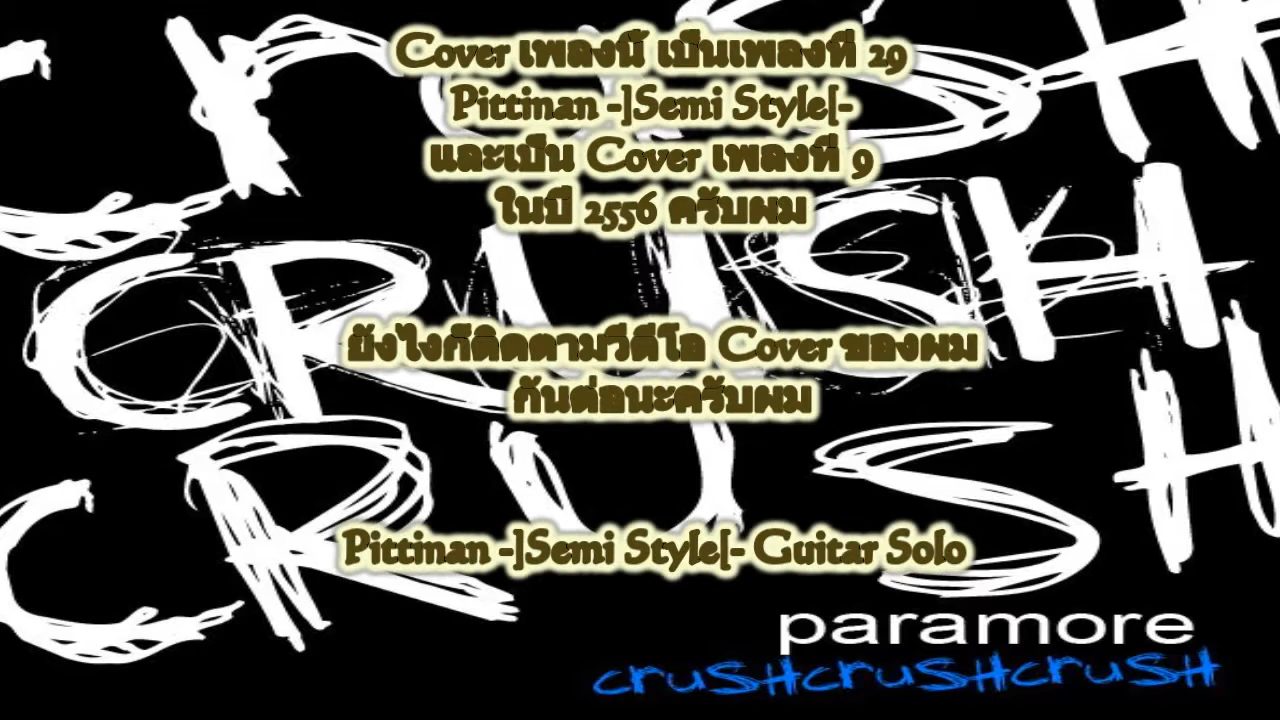 Cover เพลงนี้ เป็นเพลงที่ 29
Pittinan -]Semi Style[-
และเป็น Cover เพลงที่ 9
ในปี 2556 ครับผม
ยังไงก็ติดตามวีดีโอ Cover ของผม
กันต่อนะครับผม
Pittinan -]Semi Style[- Guitar Solo
CRUSH
CRUSH
CRUSH
paramore
crusHcrusHcrusH